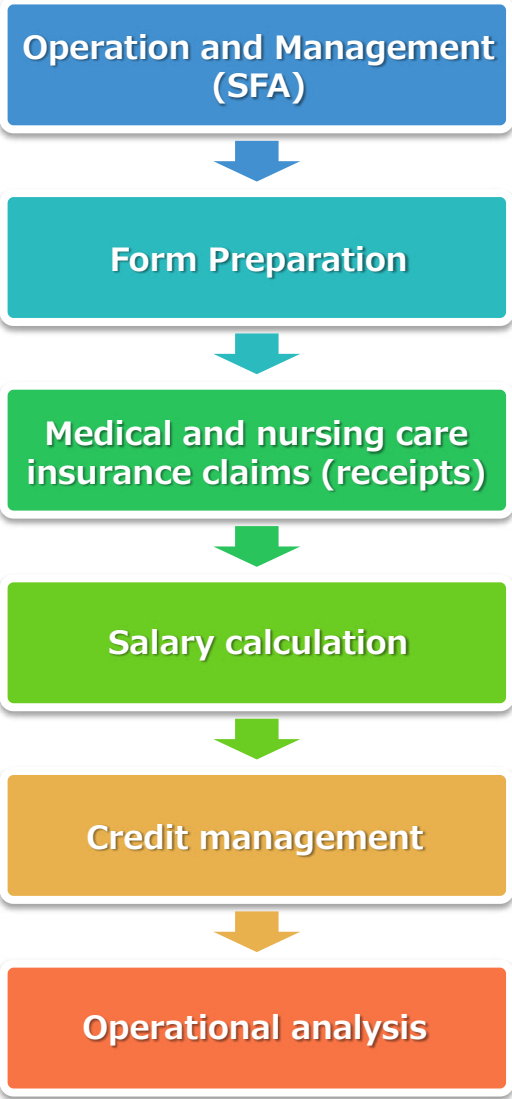 Operation and Management
(SFA)
Form Preparation
Medical and nursing care
insurance claims (receipts)
Salary calculation
Credit management
Operational analysis